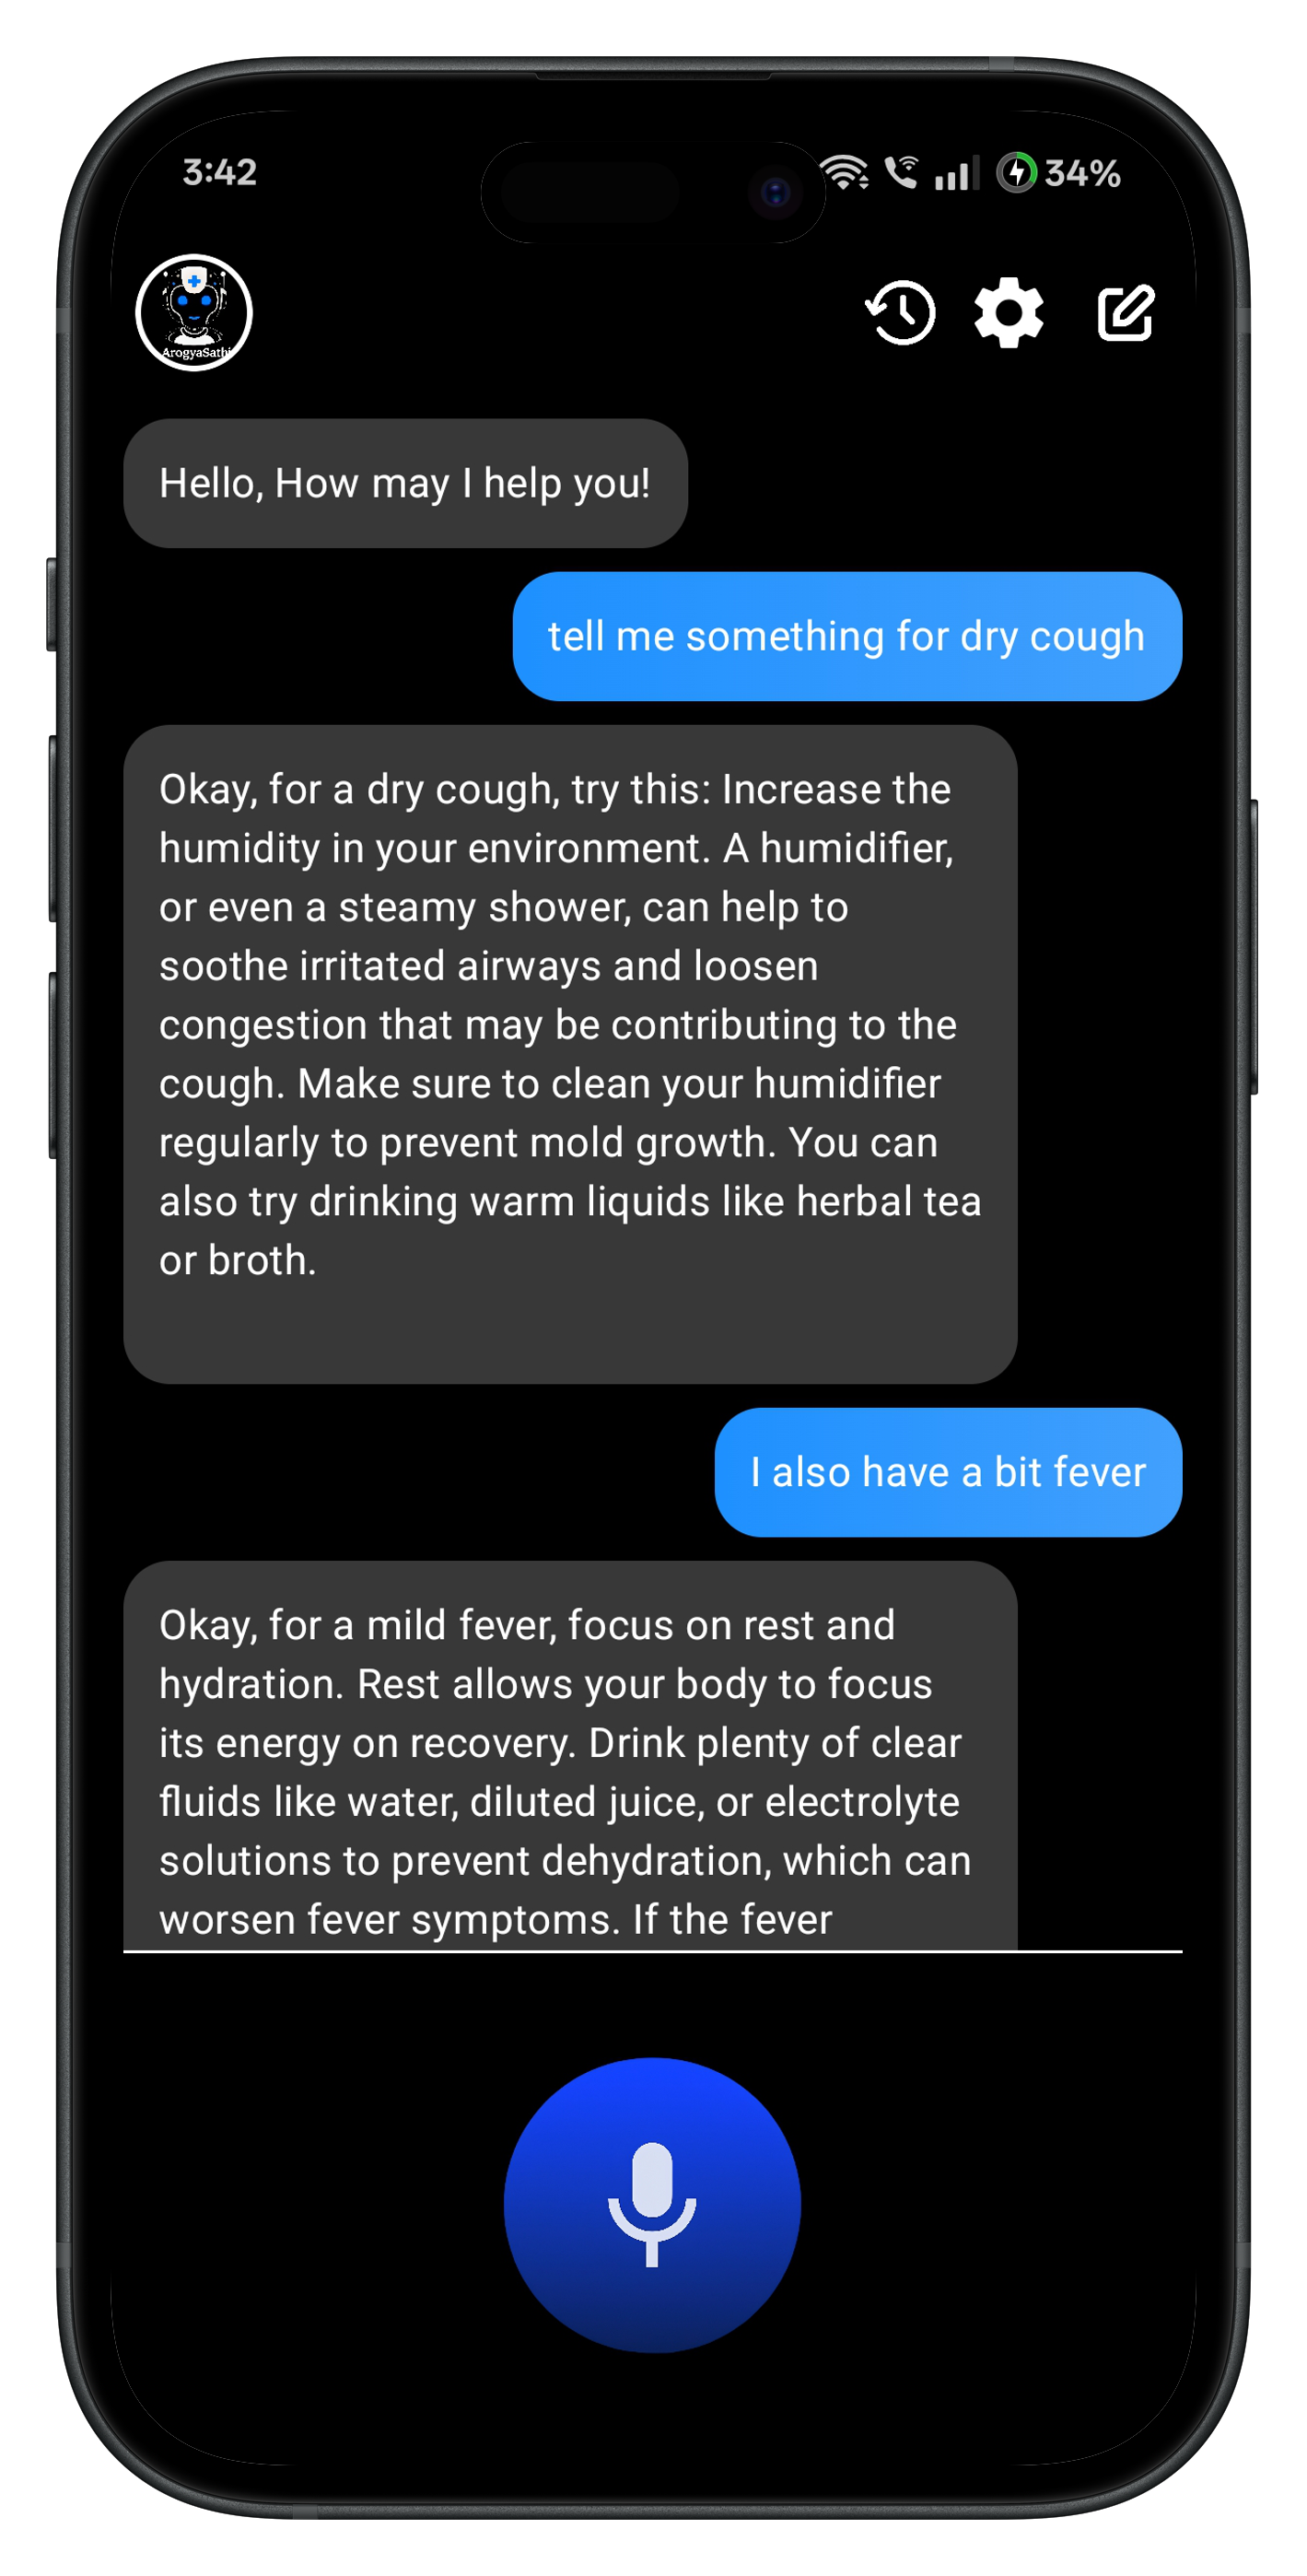 3:42
34%
ArogyaSathi
Hello, How may I help you!
tell me something for dry cough
Okay, for a dry cough, try this: Increase the
humidity in your environment. A humidifier,
or even a steamy shower, can help to
soothe irritated airways and loosen
congestion that may be contributing to the
cough. Make sure to clean your humidifier
regularly to prevent mold growth. You can
also try drinking warm liquids like herbal tea
or broth.
I also have a bit fever
Okay, for a mild fever, focus on rest and
hydration. Rest allows your body to focus
its energy on recovery. Drink plenty of clear
fluids like water, diluted juice, or electrolyte
solutions to prevent dehydration, which can
worsen fever symptoms. If the fever